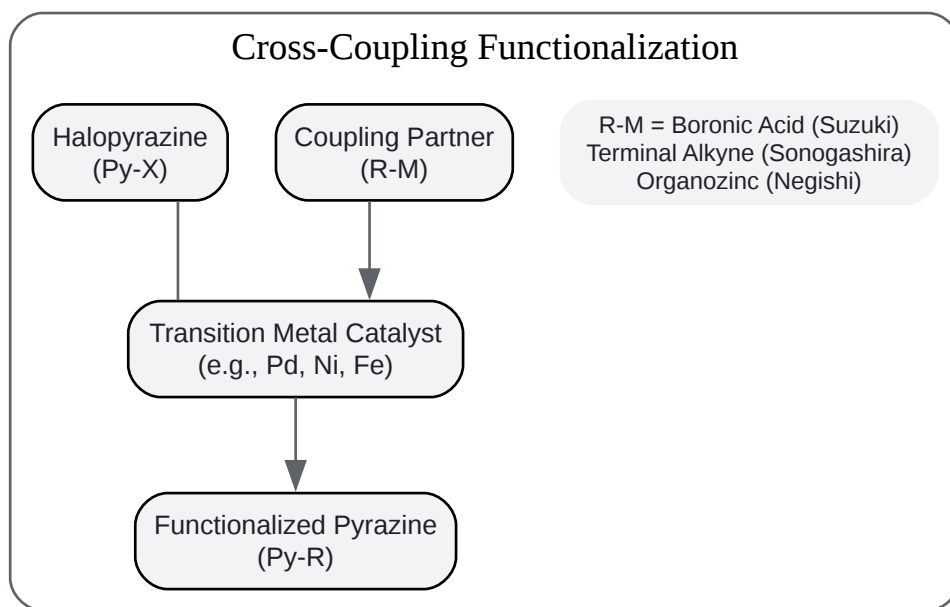 Cross-Coupling Functionalization
Halopyrazine
(Py-X)
Coupling Partner
(R-M)
R-M = Boronic Acid (Suzuki)
Terminal Alkyne (Sonogashira)
Organozinc (Negishi)
Transition Metal Catalyst
(e.g., Pd, Ni, Fe)
Functionalized Pyrazine
(Py-R)